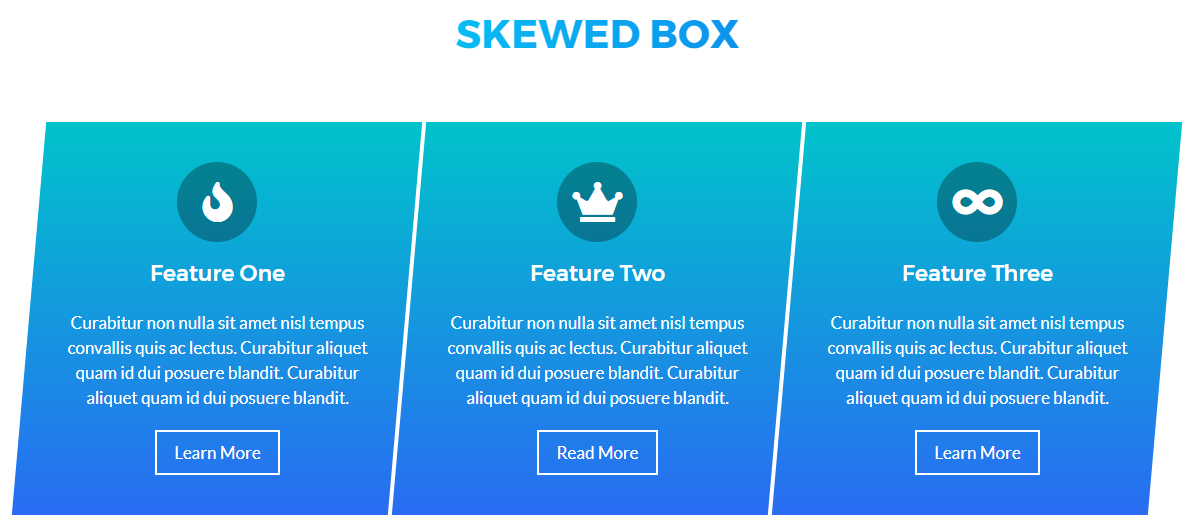 SKEWED BOX
Feature One
Curabitur non nulla sit amet nisl tempus
convallis quis ac lectus. Curabitur aliquet
quam id dui posuere blandit. Curabitur
aliquet quam id dui posuere blandit.
Learn More
Feature Two
Curabitur non nulla sit amet nisl tempus
convallis quis ac lectus. Curabitur aliquet
quam id dui posuere blandit. Curabitur
aliquet quam id dui posuere blandit.
Read More
Feature Three
Curabitur non nulla sit amet nisl tempus
convallis quis ac lectus. Curabitur aliquet
quam id dui posuere blandit. Curabitur
aliquet quam id dui posuere blandit.
Learn More